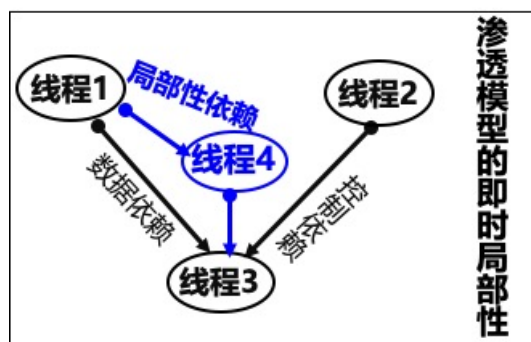 线程1
局部性依赖
线程2
线程4
数据依赖
控制依赖
线程3
渗透模型的即时局部性